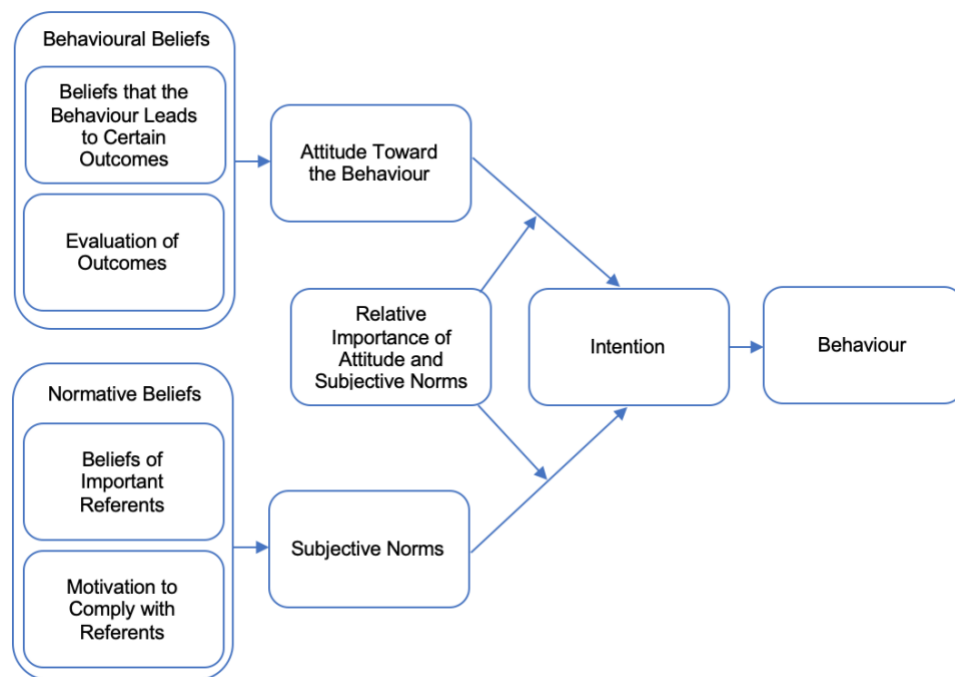 Behavioural Beliefs
Beliefs that the
Behaviour Leads
to Certain
Outcomes
Evaluation of
Outcomes
Attitude Toward
the Behaviour
Relative
Importance of
Attitude and
Subjective Norms
Intention
Behaviour
Normative Beliefs
Beliefs of
Important
Referents
Motivation to
Comply with
Referents
Subjective Norms